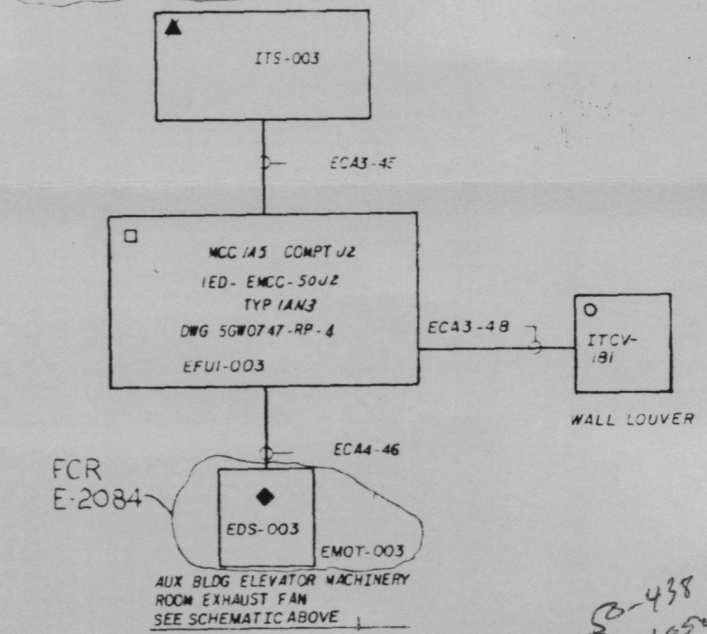 ITS-003
ECA3-45
MCC 1A5 COMPT J2
IED- EMCC-50J2
TYP 1AN3
DWG 5GW0747-RP-4
EFUI-003
ECA3-48
ITCV-
181
WALL LOUVER
ECA4-46
FCR
E-2084
EDS-003
EMOT-003
AUX BLDG ELEVATOR MACHINERY
ROOM EXHAUST FAN
SEE SCHEMATIC ABOVE
50-438